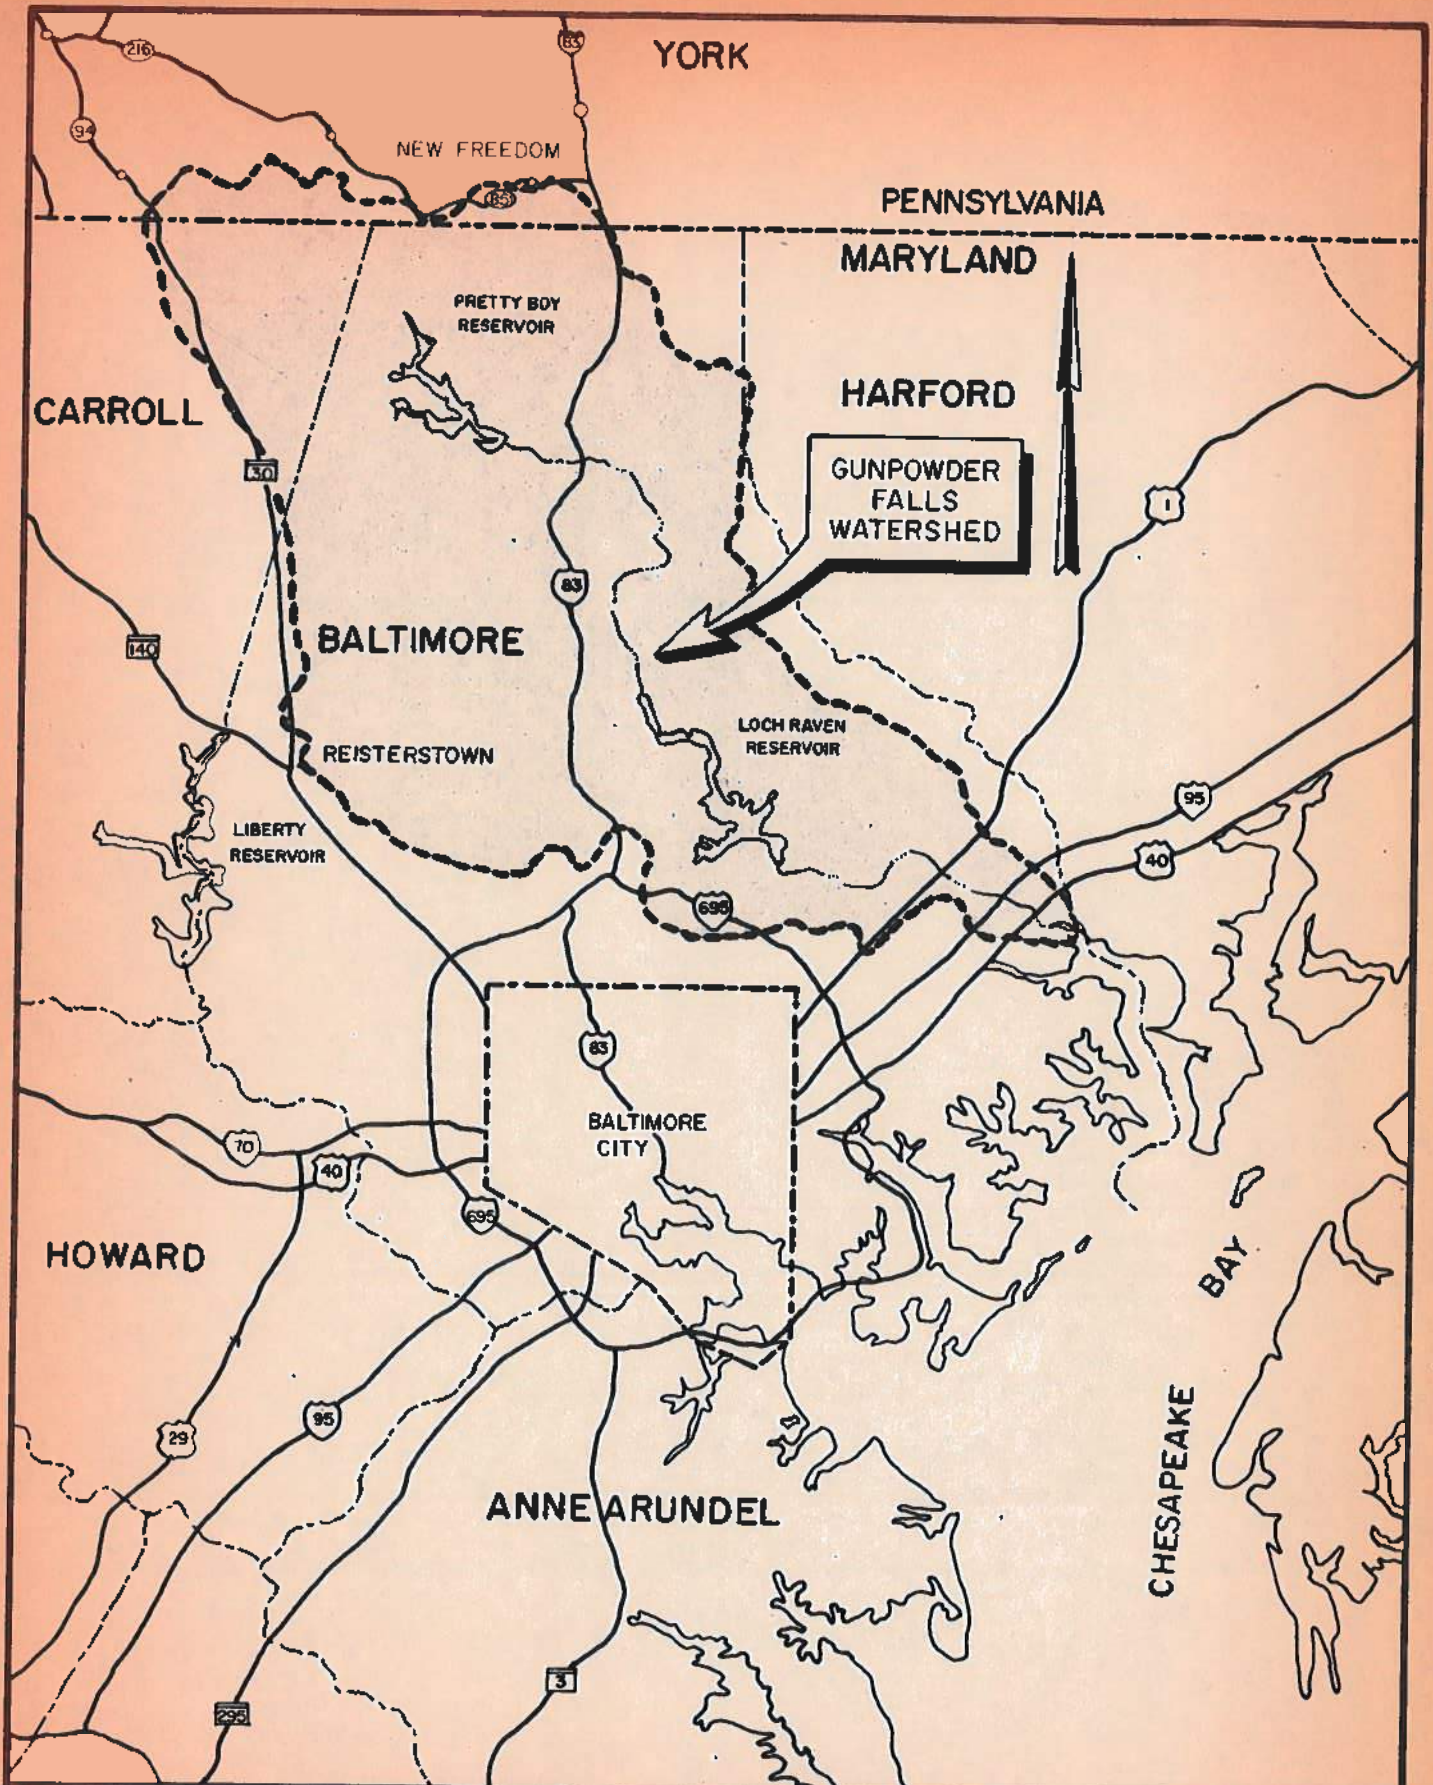 83
YORK
216
94
NEW FREEDOM
851
PENNSYLVANIA
MARYLAND
PRETTY BOY
RESERVOIR
CARROLL
HARFORD
30
GUNPOWDER
FALLS
WATERSHED
1
83
140
BALTIMORE
LOCH RAVEN
RESERVOIR
REISTERSTOWN
95
LIBERTY
RESERVOIR
40
695
83
BALTIMORE
CITY
70
40
695
HOWARD
BAY
CHESAPEAKE
95
29
ANNE ARUNDEL
3
295